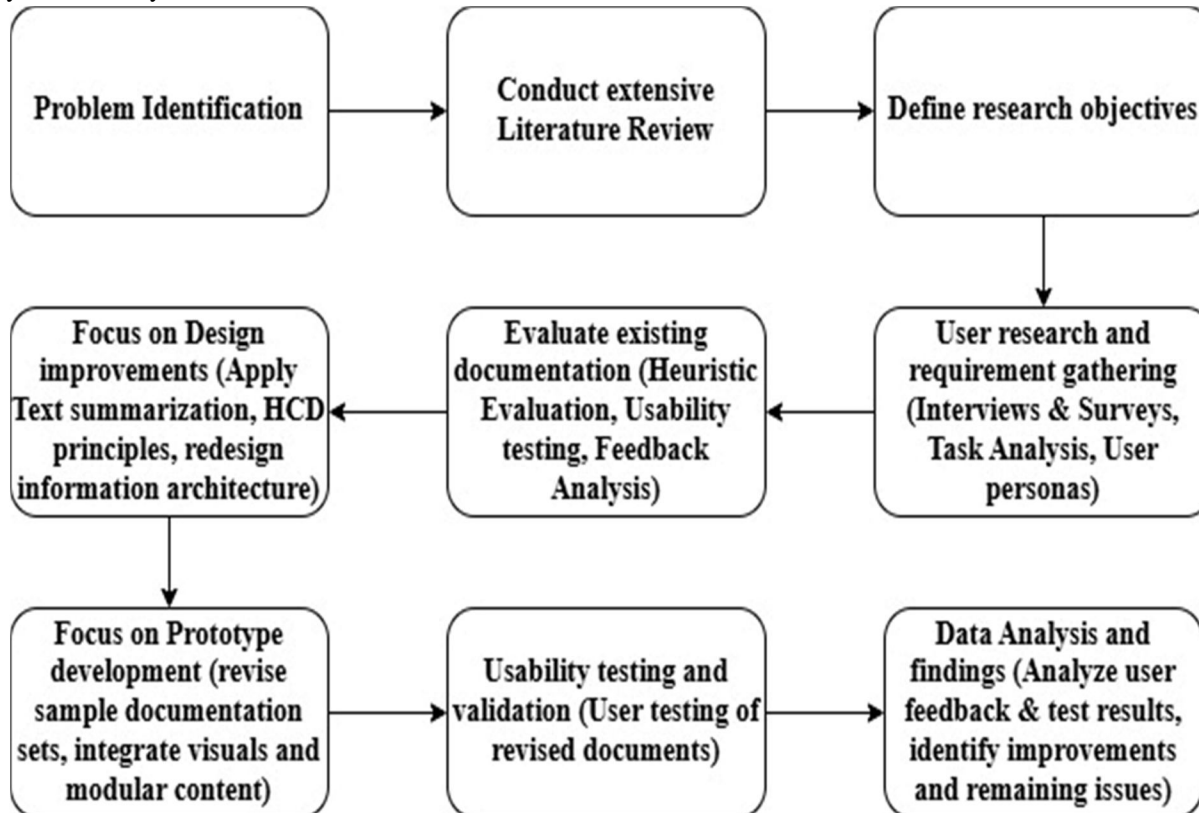 Problem Identification
Conduct extensive
Literature Review
Define research objectives
User research and
requirement gathering
(Interviews & Surveys,
Task Analysis, User
personas)
Evaluate existing
documentation (Heuristic
Evaluation, Usability
testing, Feedback
Analysis)
Focus on Design
improvements (Apply
Text summarization, HCD
principles, redesign
information architecture)
Focus on Prototype
development (revise
sample documentation
sets, integrate visuals and
modular content)
Usability testing and
validation (User testing of
revised documents)
Data Analysis and
findings (Analyze user
feedback & test results,
identify improvements
and remaining issues)